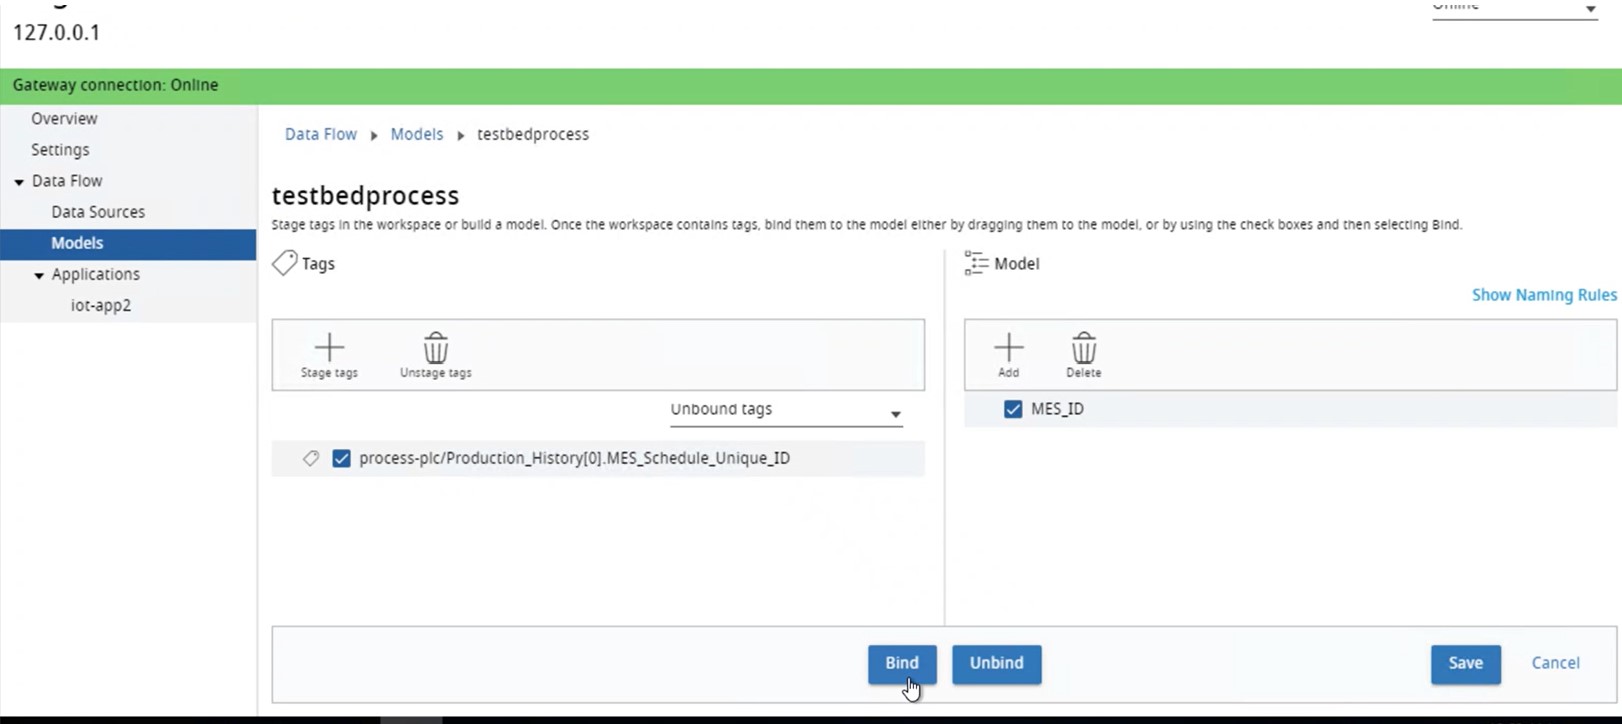 127.0.0.1
Gateway connection: Online
Overview
Settings
Data Flow
Data Sources
Models
Applications
iot-app2
Data Flow Models testbedprocess
testbedprocess
Stage tags in the workspace or build a model. Once the workspace contains tags, bind them to the model either by dragging them to the model, or by using the check boxes and then selecting Bind.
Tags
Stage tags Unstage tags
Unbound tags
process-plc/Production_History[0].MES_Schedule_Unique_ID
Model
Show Naming Rules
Add Delete
MES_ID
Bind Unbind Save Cancel